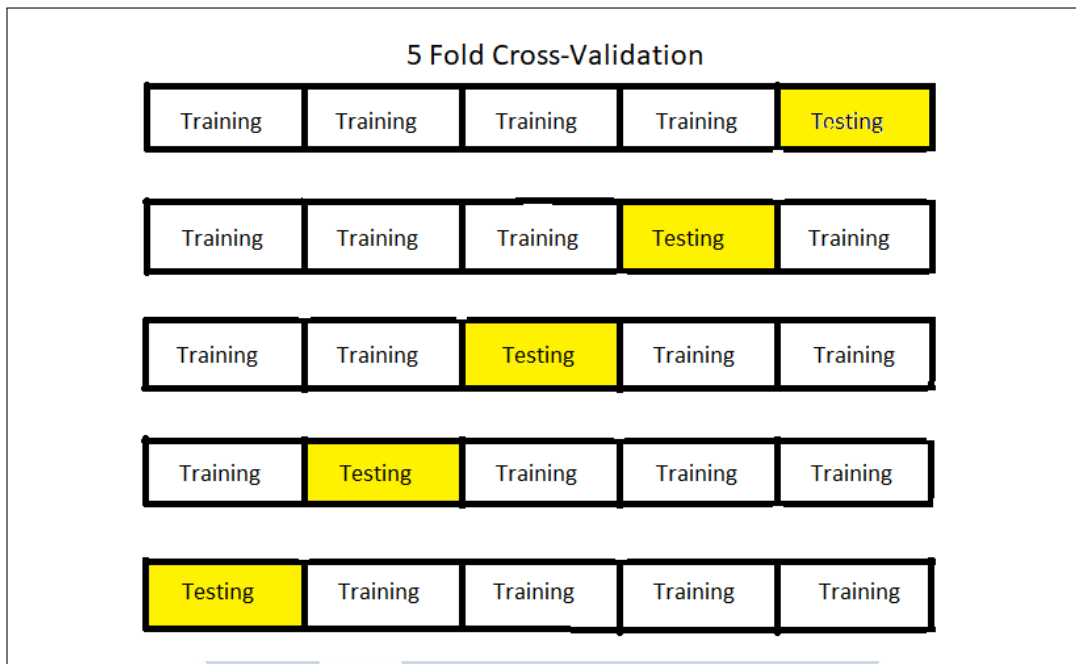 5 Fold Cross-Validation
Training Training Training Training Testing
Training Training Training Testing Training
Training Training Testing Training Training
Training Testing Training Training Training
Testing Training Training Training Training